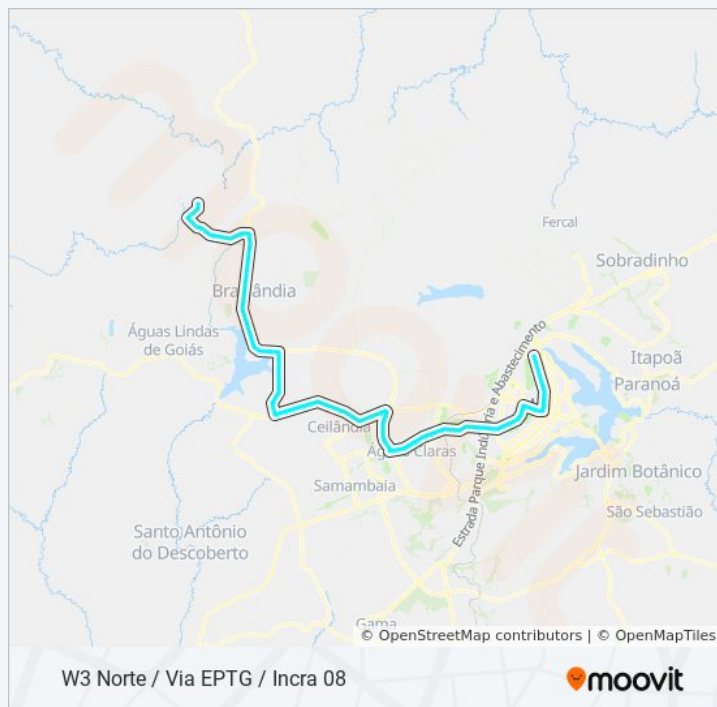 Fercal
Sobradinho
Brazlândia
Águas Lindas
de Goiás
Itapoã
Paranoá
Estrada Parque Indústria e Abastecimento
Ceilândia
Águas Claras
Samambaia
Jardim Botânico
São Sebastião
Santo Antônio
do Descoberto
Gama
© OpenStreetMap contributors | © OpenMapTiles
W3 Norte / Via EPTG / Incra 08
moovit